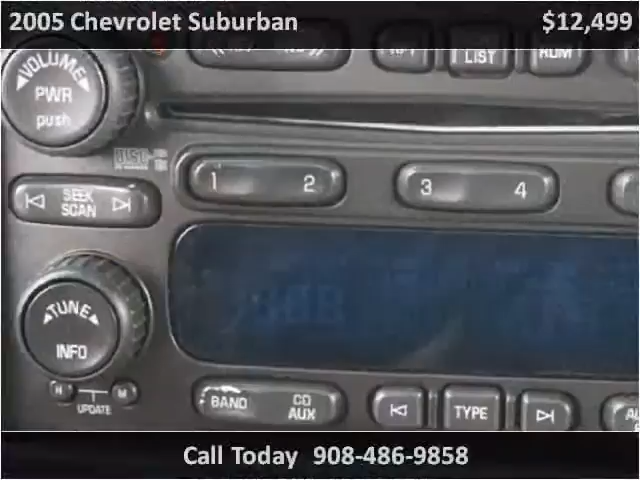 2005 Chevrolet Suburban $12,499
LIST
VOLUME
PWR
push
DISC
1 2 3 4
SEEK
SCAN
TUNE
INFO
H M
UPDATE
BAND CD
AUX
TYPE
Call Today 908-486-9858